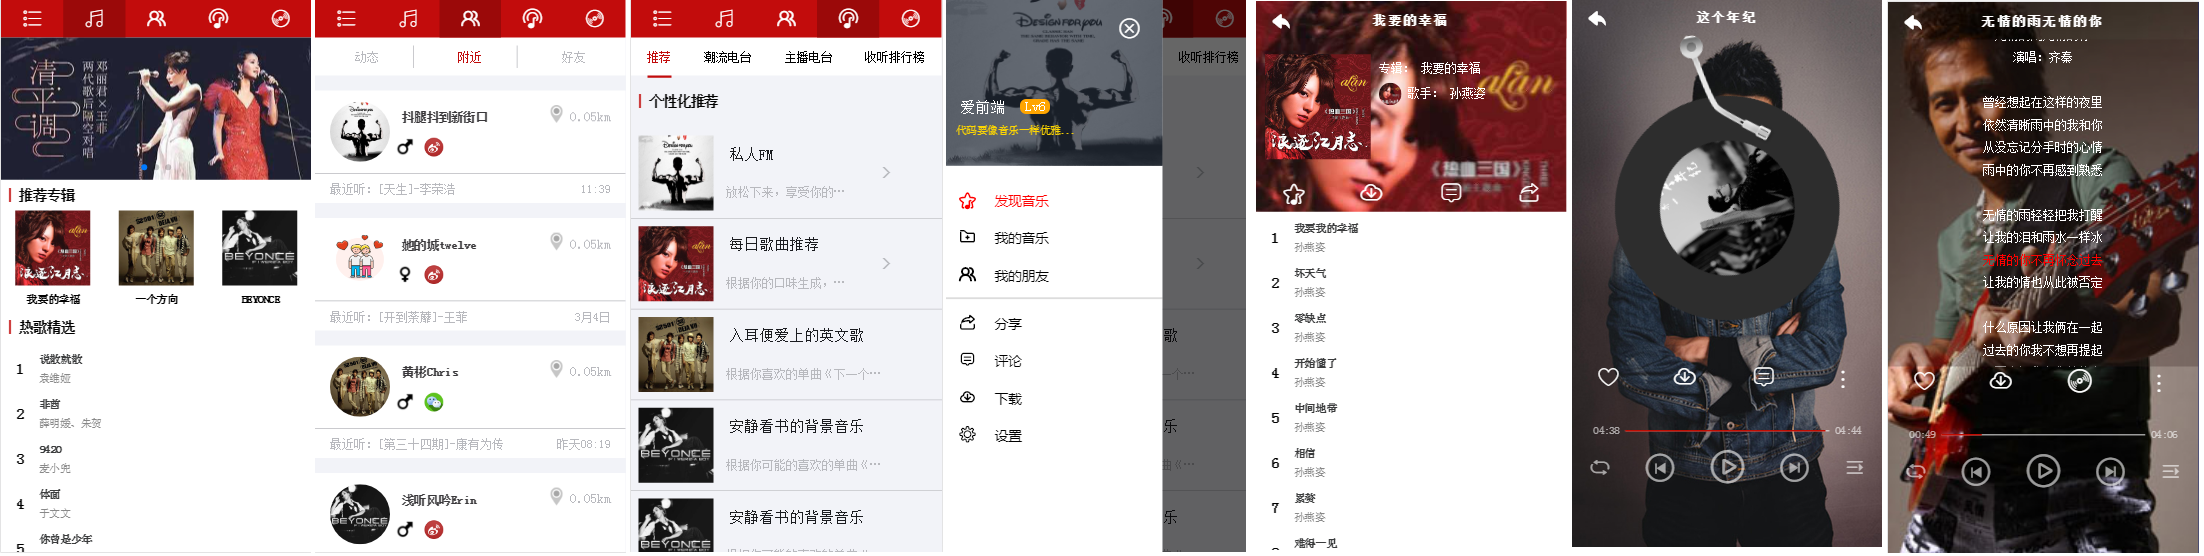 清平调
邓丽君×王菲
两代歌后隔空对唱
推荐专辑
我要的幸福
一个方向
BEYONCE
热歌精选
1
说散就散
袁维娅
2
非酋
薛明媛、朱贺
3
9420
麦小兜
4
体面
于文文
5
你曾是少年
动态
附近
好友
抖腿抖到新街口
0.05km
最近听：[天生]-李荣浩
11:39
她的城twelve
0.05km
最近听：[开到荼蘼]-王菲
3月4日
黄彬Chris
0.05km
最近听：[第三十四期]-康有为传
昨天08:19
浅听风吟Erin
0.05km
推荐
潮流电台
主播电台
收听排行榜
个性化推荐
私人FM
放松下来，享受你的…
每日歌曲推荐
根据你的口味生成，…
入耳便爱上的英文歌
根据你喜欢的单曲《下一个…
安静看书的背景音乐
根据你可能的喜欢的单曲《…
安静看书的背景音乐
DESIGN FOR YOU
收听排行榜
爱前端
Lv6
代码要像音乐一样优雅...
发现音乐
我的音乐
我的朋友
分享
评论
下载
设置
歌
乐
乐
我要的幸福
专辑： 我要的幸福
歌手： 孙燕姿
alan
《热血三国》
浪逐江月志
1
我要我的幸福
孙燕姿
2
坏天气
孙燕姿
3
零缺点
孙燕姿
4
开始懂了
孙燕姿
5
中间地带
孙燕姿
6
相信
孙燕姿
7
累赘
孙燕姿
难得一见
这个年纪
04:38
04:44
无情的雨无情的你
演唱：齐秦
曾经想起在这样的夜里
依然清晰雨中的我和你
从没忘记分手时的心情
雨中的你不再感到熟悉
无情的雨轻轻把我打醒
让我的泪和雨水一样冰
让我的情也从此被否定
什么原因让我俩在一起
过去的你我不想再提起
00:49
04:06